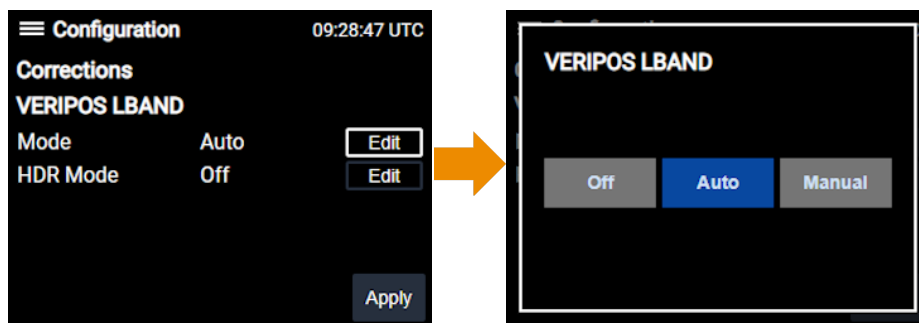 Configuration 09:28:47 UTC
Corrections
VERIPOS LBAND
Mode Auto Edit
HDR Mode Off Edit
Apply
VERIPOS LBAND
Off Auto Manual